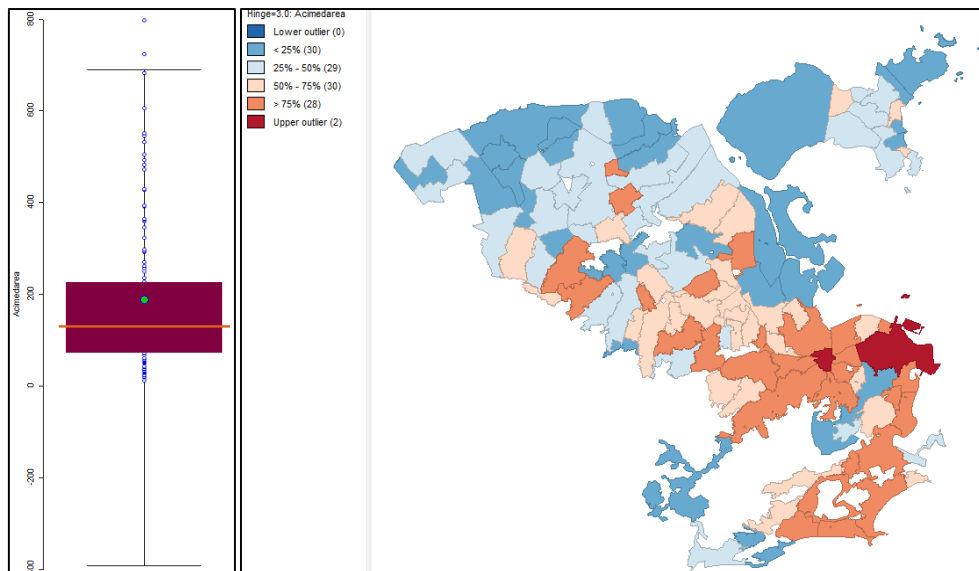 800
600
400
200
0
-200
400
Acimedarea
Hinge=3.0: Acimedarea
Lower outlier (0)
< 25% (30)
25% - 50% (29)
50% - 75% (30)
> 75% (28)
Upper outlier (2)